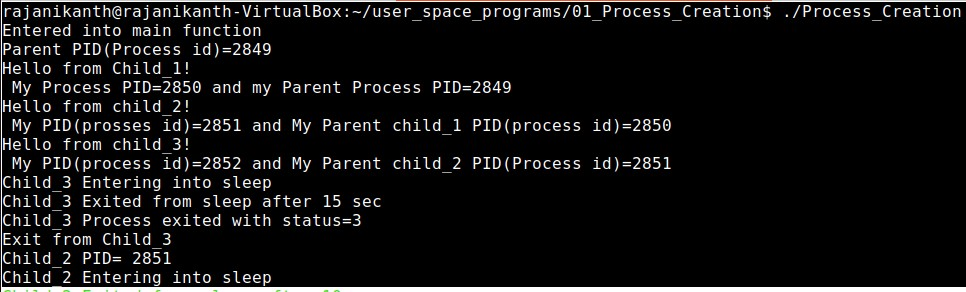 rajanikanth@rajanikanth-VirtualBox:~/user_space_programs/01_Process_Creation$ ./Process_Creation
Entered into main function
Parent PID(Process id)=2849
Hello from Child_1!
My Process PID=2850 and my Parent Process PID=2849
Hello from child_2!
My PID(prosses id)=2851 and My Parent child_1 PID(process id)=2850
Hello from child_3!
My PID(process id)=2852 and My Parent child_2 PID(Process id)=2851
Child_3 Entering into sleep
Child_3 Exited from sleep after 15 sec
Child_3 Process exited with status=3
Exit from Child_3
Child_2 PID= 2851
Child_2 Entering into sleep